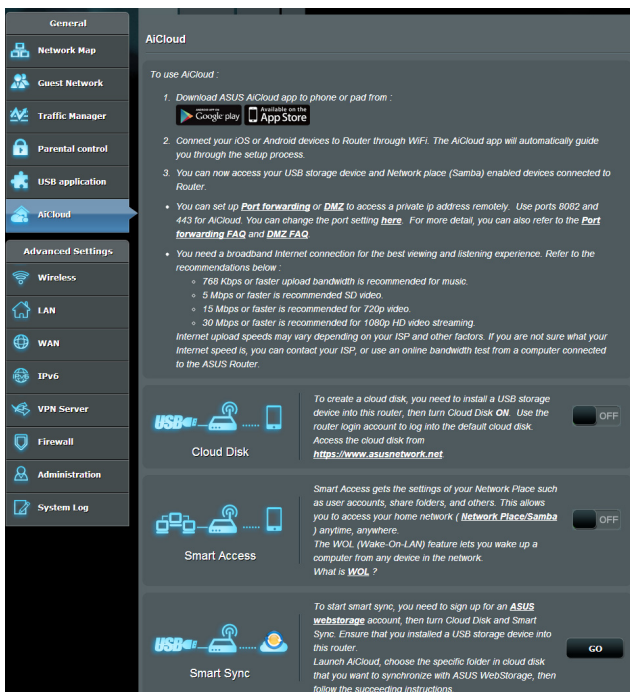 General
Network Map
Guest Network
Traffic Manager
Parental control
USB application
AiCloud
Advanced Settings
Wireless
LAN
WAN
IPv6
VPN Server
Firewall
Administration
System Log
AiCloud
To use AiCloud :
1. Download ASUS AiCloud app to phone or pad from :
ANDROID APP ON
Google play
Available on the
App Store
2. Connect your iOS or Android devices to Router through WiFi. The AiCloud app will automatically guide
you through the setup process.
3. You can now access your USB storage device and Network place (Samba) enabled devices connected to
Router.
• You can set up Port forwarding or DMZ to access a private ip address remotely. Use ports 8082 and
443 for AiCloud. You can change the port setting here. For more detail, you can also refer to the Port
forwarding FAQ and DMZ FAQ.
• You need a broadband Internet connection for the best viewing and listening experience. Refer to the
recommendations below :
◦ 768 Kbps or faster upload bandwidth is recommended for music.
◦ 5 Mbps or faster is recommended SD video.
◦ 15 Mbps or faster is recommended for 720p video.
◦ 30 Mbps or faster is recommended for 1080p HD video streaming.
Internet upload speeds may vary depending on your ISP and other factors. If you are not sure what your
Internet speed is, you can contact your ISP, or use an online bandwidth test from a computer connected
to the ASUS Router.
USB
Cloud Disk
To create a cloud disk, you need to install a USB storage
device into this router, then turn Cloud Disk ON. Use the
router login account to log into the default cloud disk.
Access the cloud disk from
https://www.asusnetwork.net.
OFF
Smart Access
Smart Access gets the settings of your Network Place such
as user accounts, share folders, and others. This allows
you to access your home network ( Network Place/Samba
) anytime, anywhere.
The WOL (Wake-On-LAN) feature lets you wake up a
computer from any device in the network.
What is WOL ?
OFF
USB
Smart Sync
To start smart sync, you need to sign up for an ASUS
webstorage account, then turn Cloud Disk and Smart
Sync. Ensure that you installed a USB storage device into
this router.
Launch AiCloud, choose the specific folder in cloud disk
that you want to synchronize with ASUS WebStorage, then
follow the succeeding instructions
GO